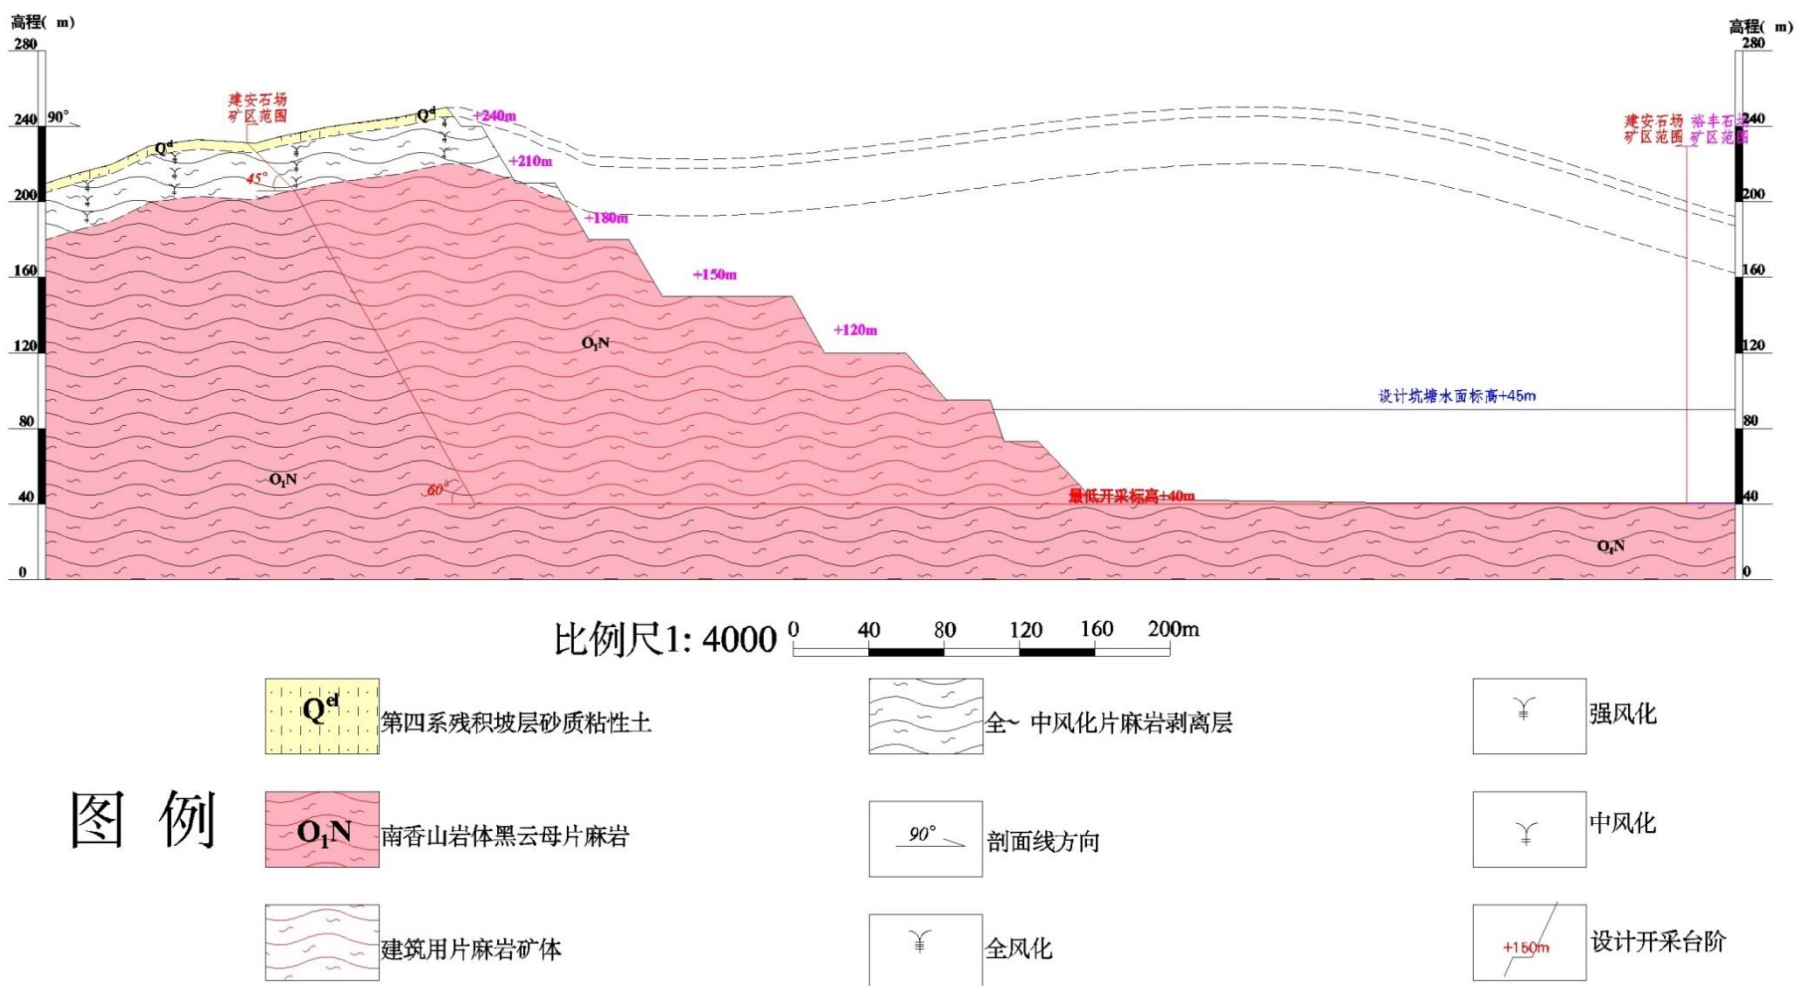 高程( m)
高程( m)
280
280
建安石场
矿区范围
90°
Q^el
+240m
建安石场 裕丰石场
矿区范围 矿区范围
240
240
Q^el
+210m
45°
200
200
+180m
160
160
+150m
+120m
120
O₁N
120
设计坑塘水面标高+45m
80
80
O₁N
60°
最低开采标高+40m
40
40
O₁N
0
0
比例尺1: 4000
0 40 80 120 160 200m
图 例
Q^el
第四系残积坡层砂质粘性土
全~ 中风化片麻岩剥离层
强风化
O₁N
南香山岩体黑云母片麻岩
90°
剖面线方向
中风化
建筑用片麻岩矿体
全风化
+150m
设计开采台阶